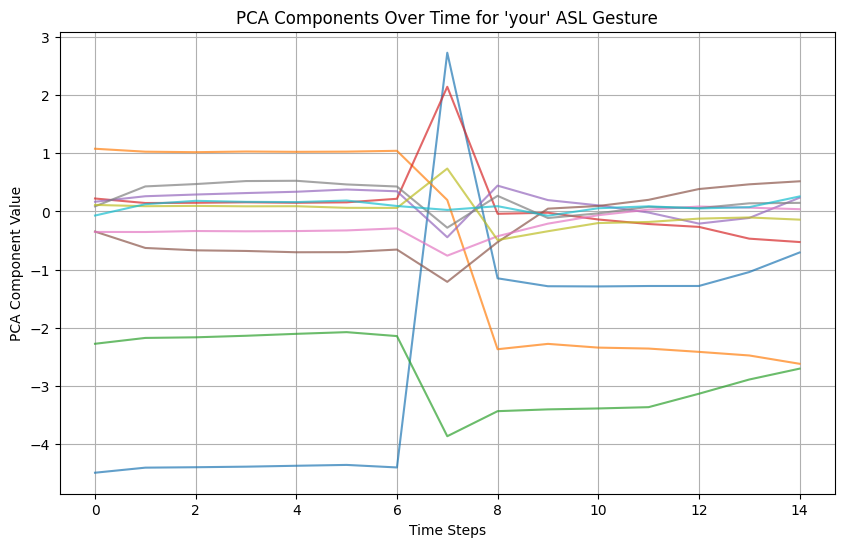 PCA Components Over Time for 'your' ASL Gesture
PCA Component Value
3
2
1
0
−1
−2
−3
−4
0 2 4 6 8 10 12 14
Time Steps